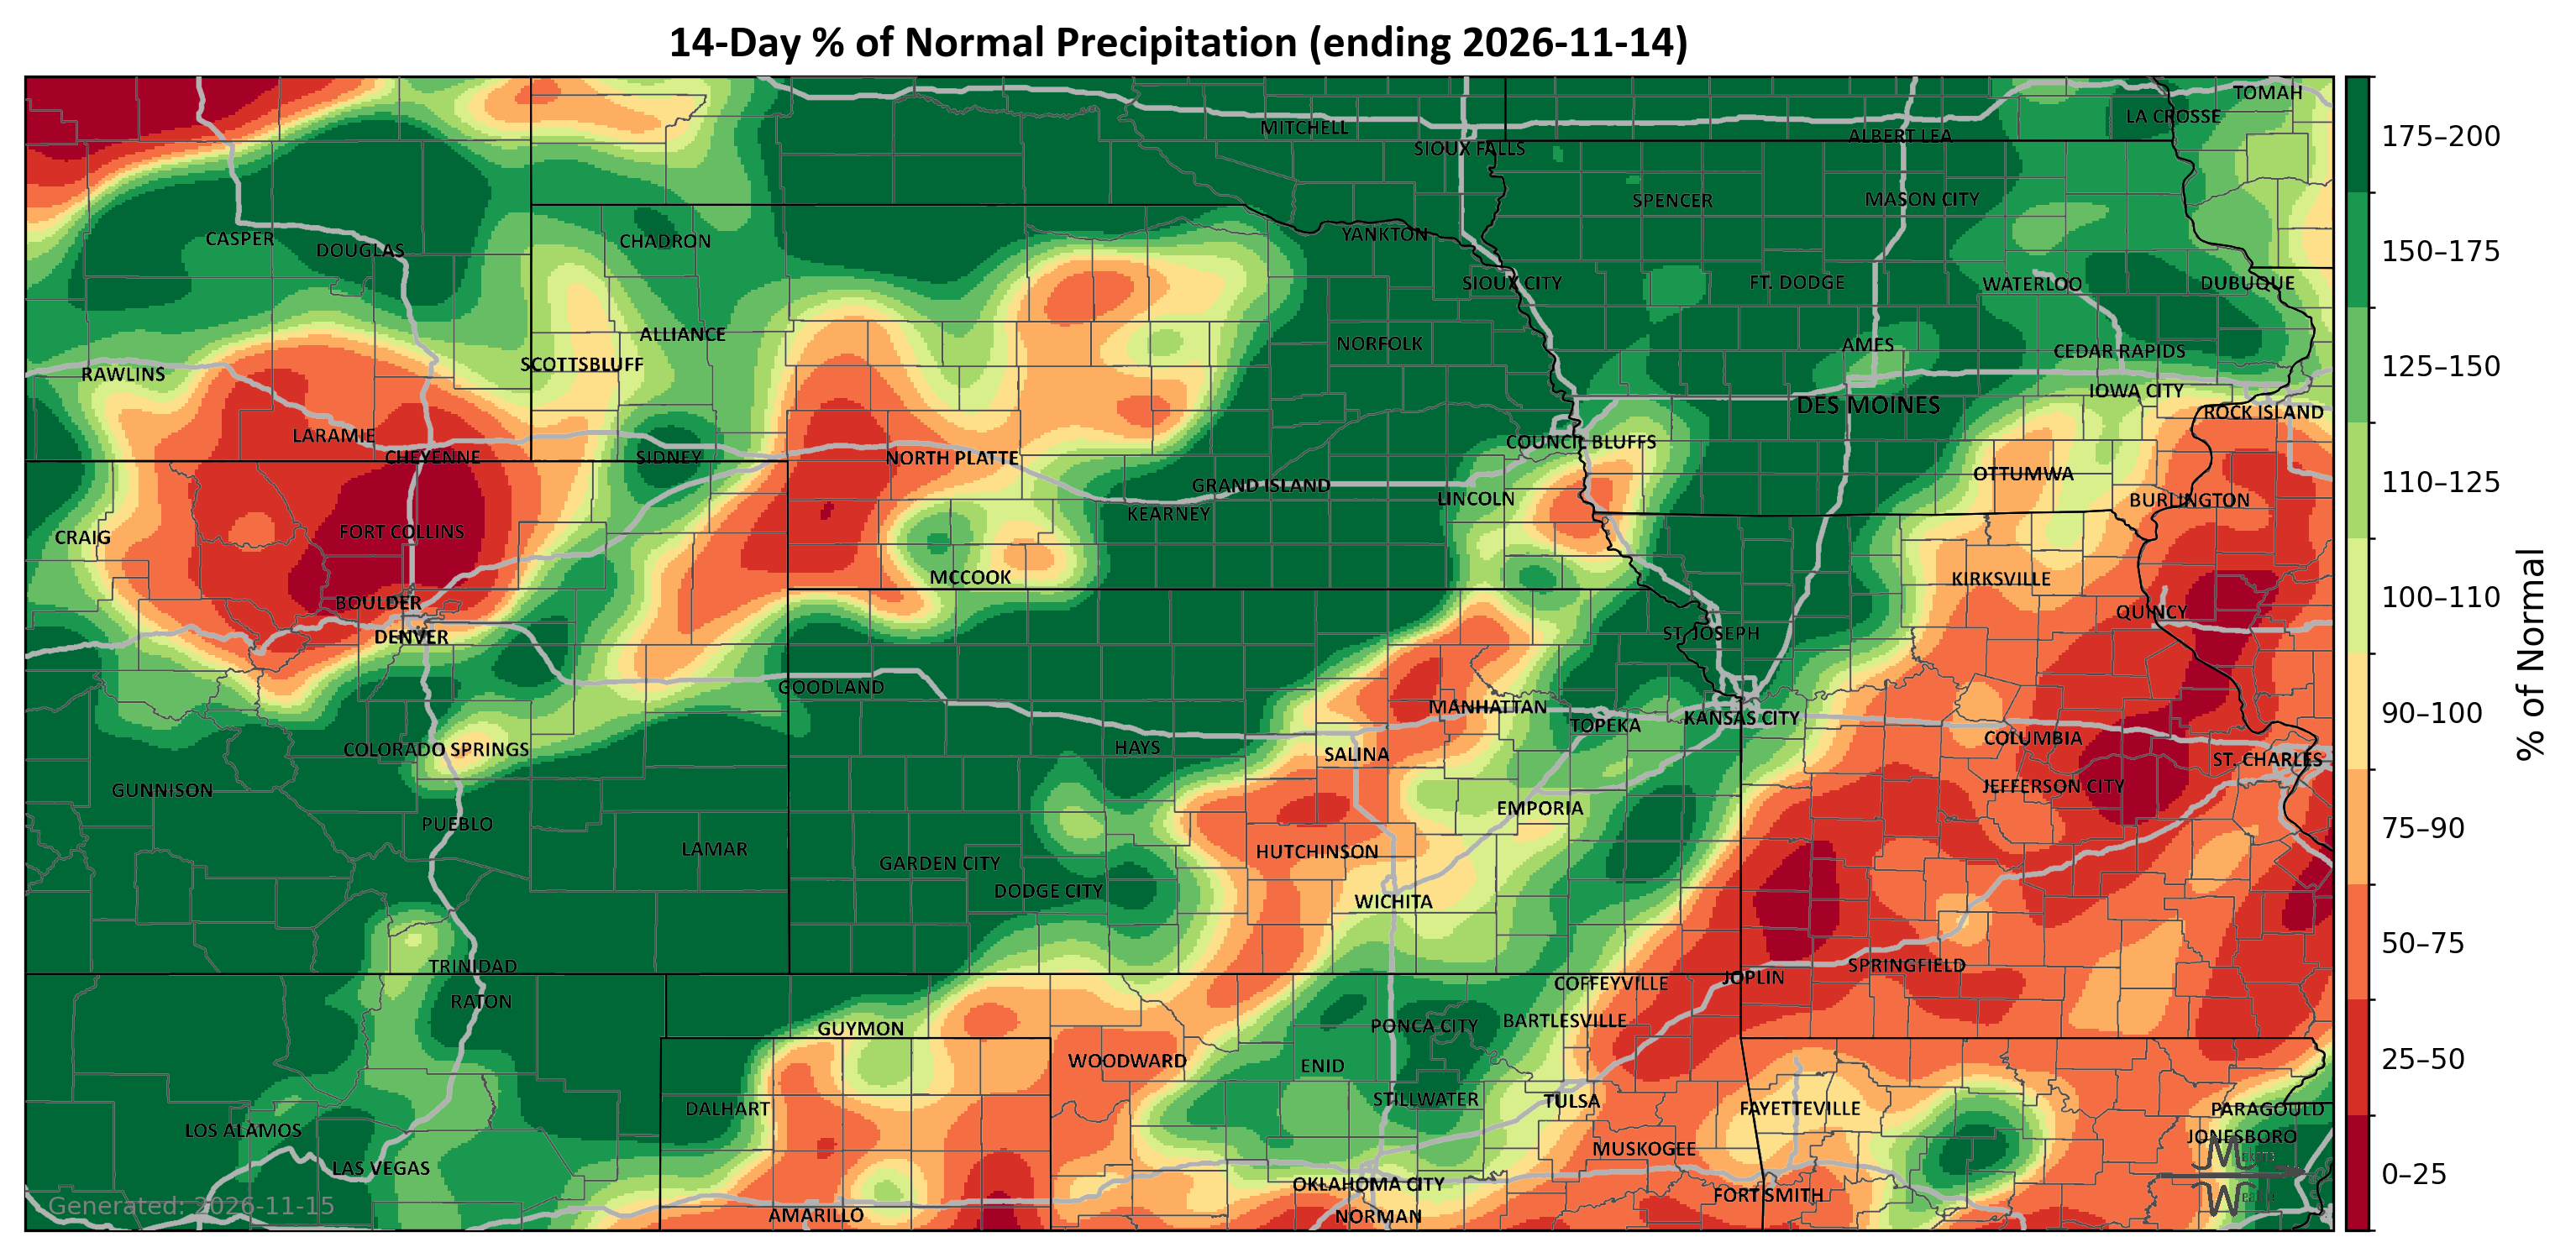 14-Day % of Normal Precipitation (ending 2026-11-14)
TOMAH
LA CROSSE
MITCHELL
ALBERT LEA
SIOUX FALLS
175–200
SPENCER
MASON CITY
CASPER
DOUGLAS
CHADRON
YANKTON
150–175
SIOUX CITY
FT. DODGE
WATERLOO
DUBUQUE
ALLIANCE
NORFOLK
AMES
CEDAR RAPIDS
SCOTTSBLUFF
RAWLINS
125–150
IOWA CITY
DES MOINES
ROCK ISLAND
LARAMIE
COUNCIL BLUFFS
CHEYENNE
SIDNEY
NORTH PLATTE
OTTUMWA
110–125
GRAND ISLAND
LINCOLN
BURLINGTON
KEARNEY
CRAIG
FORT COLLINS
MCCOOK
KIRKSVILLE
100–110
BOULDER
QUINCY
DENVER
ST. JOSEPH
% of Normal
GOODLAND
MANHATTAN
TOPEKA
KANSAS CITY
90–100
COLORADO SPRINGS
HAYS
SALINA
COLUMBIA
ST. CHARLES
GUNNISON
JEFFERSON CITY
EMPORIA
PUEBLO
75–90
LAMAR
GARDEN CITY
HUTCHINSON
DODGE CITY
WICHITA
50–75
TRINIDAD
SPRINGFIELD
JOPLIN
COFFEYVILLE
RATON
GUYMON
PONCA CITY
BARTLESVILLE
WOODWARD
ENID
25–50
DALHART
STILLWATER
TULSA
FAYETTEVILLE
PARAGOULD
LOS ALAMOS
JONESBORO
MUSKOGEE
LAS VEGAS
0–25
OKLAHOMA CITY
FORT SMITH
Generated: 2026-11-15
AMARILLO
NORMAN